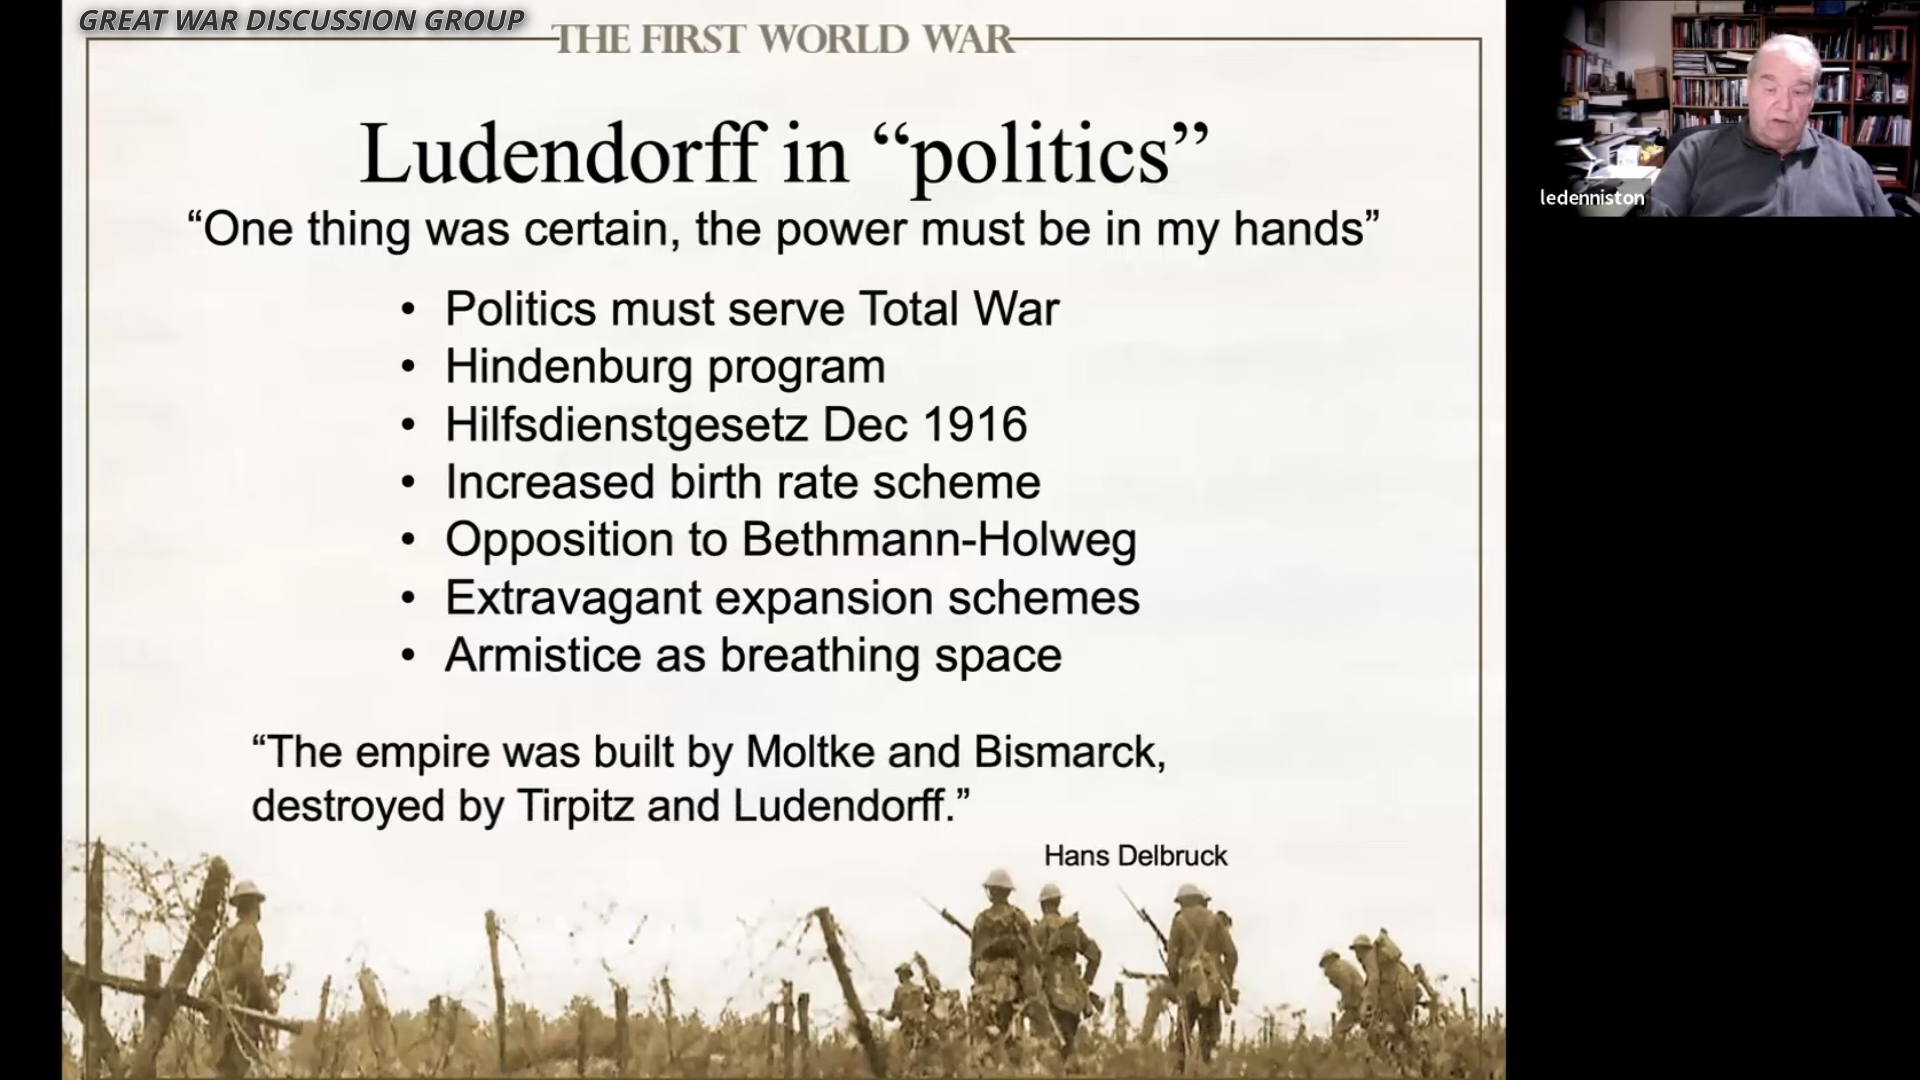 GREAT WAR DISCUSSION GROUP
THE FIRST WORLD WAR
Ludendorff in “politics”
“One thing was certain, the power must be in my hands”
• Politics must serve Total War
• Hindenburg program
• Hilfsdienstgesetz Dec 1916
• Increased birth rate scheme
• Opposition to Bethmann-Holweg
• Extravagant expansion schemes
• Armistice as breathing space
“The empire was built by Moltke and Bismarck,
destroyed by Tirpitz and Ludendorff.”
Hans Delbruck
ledenniston